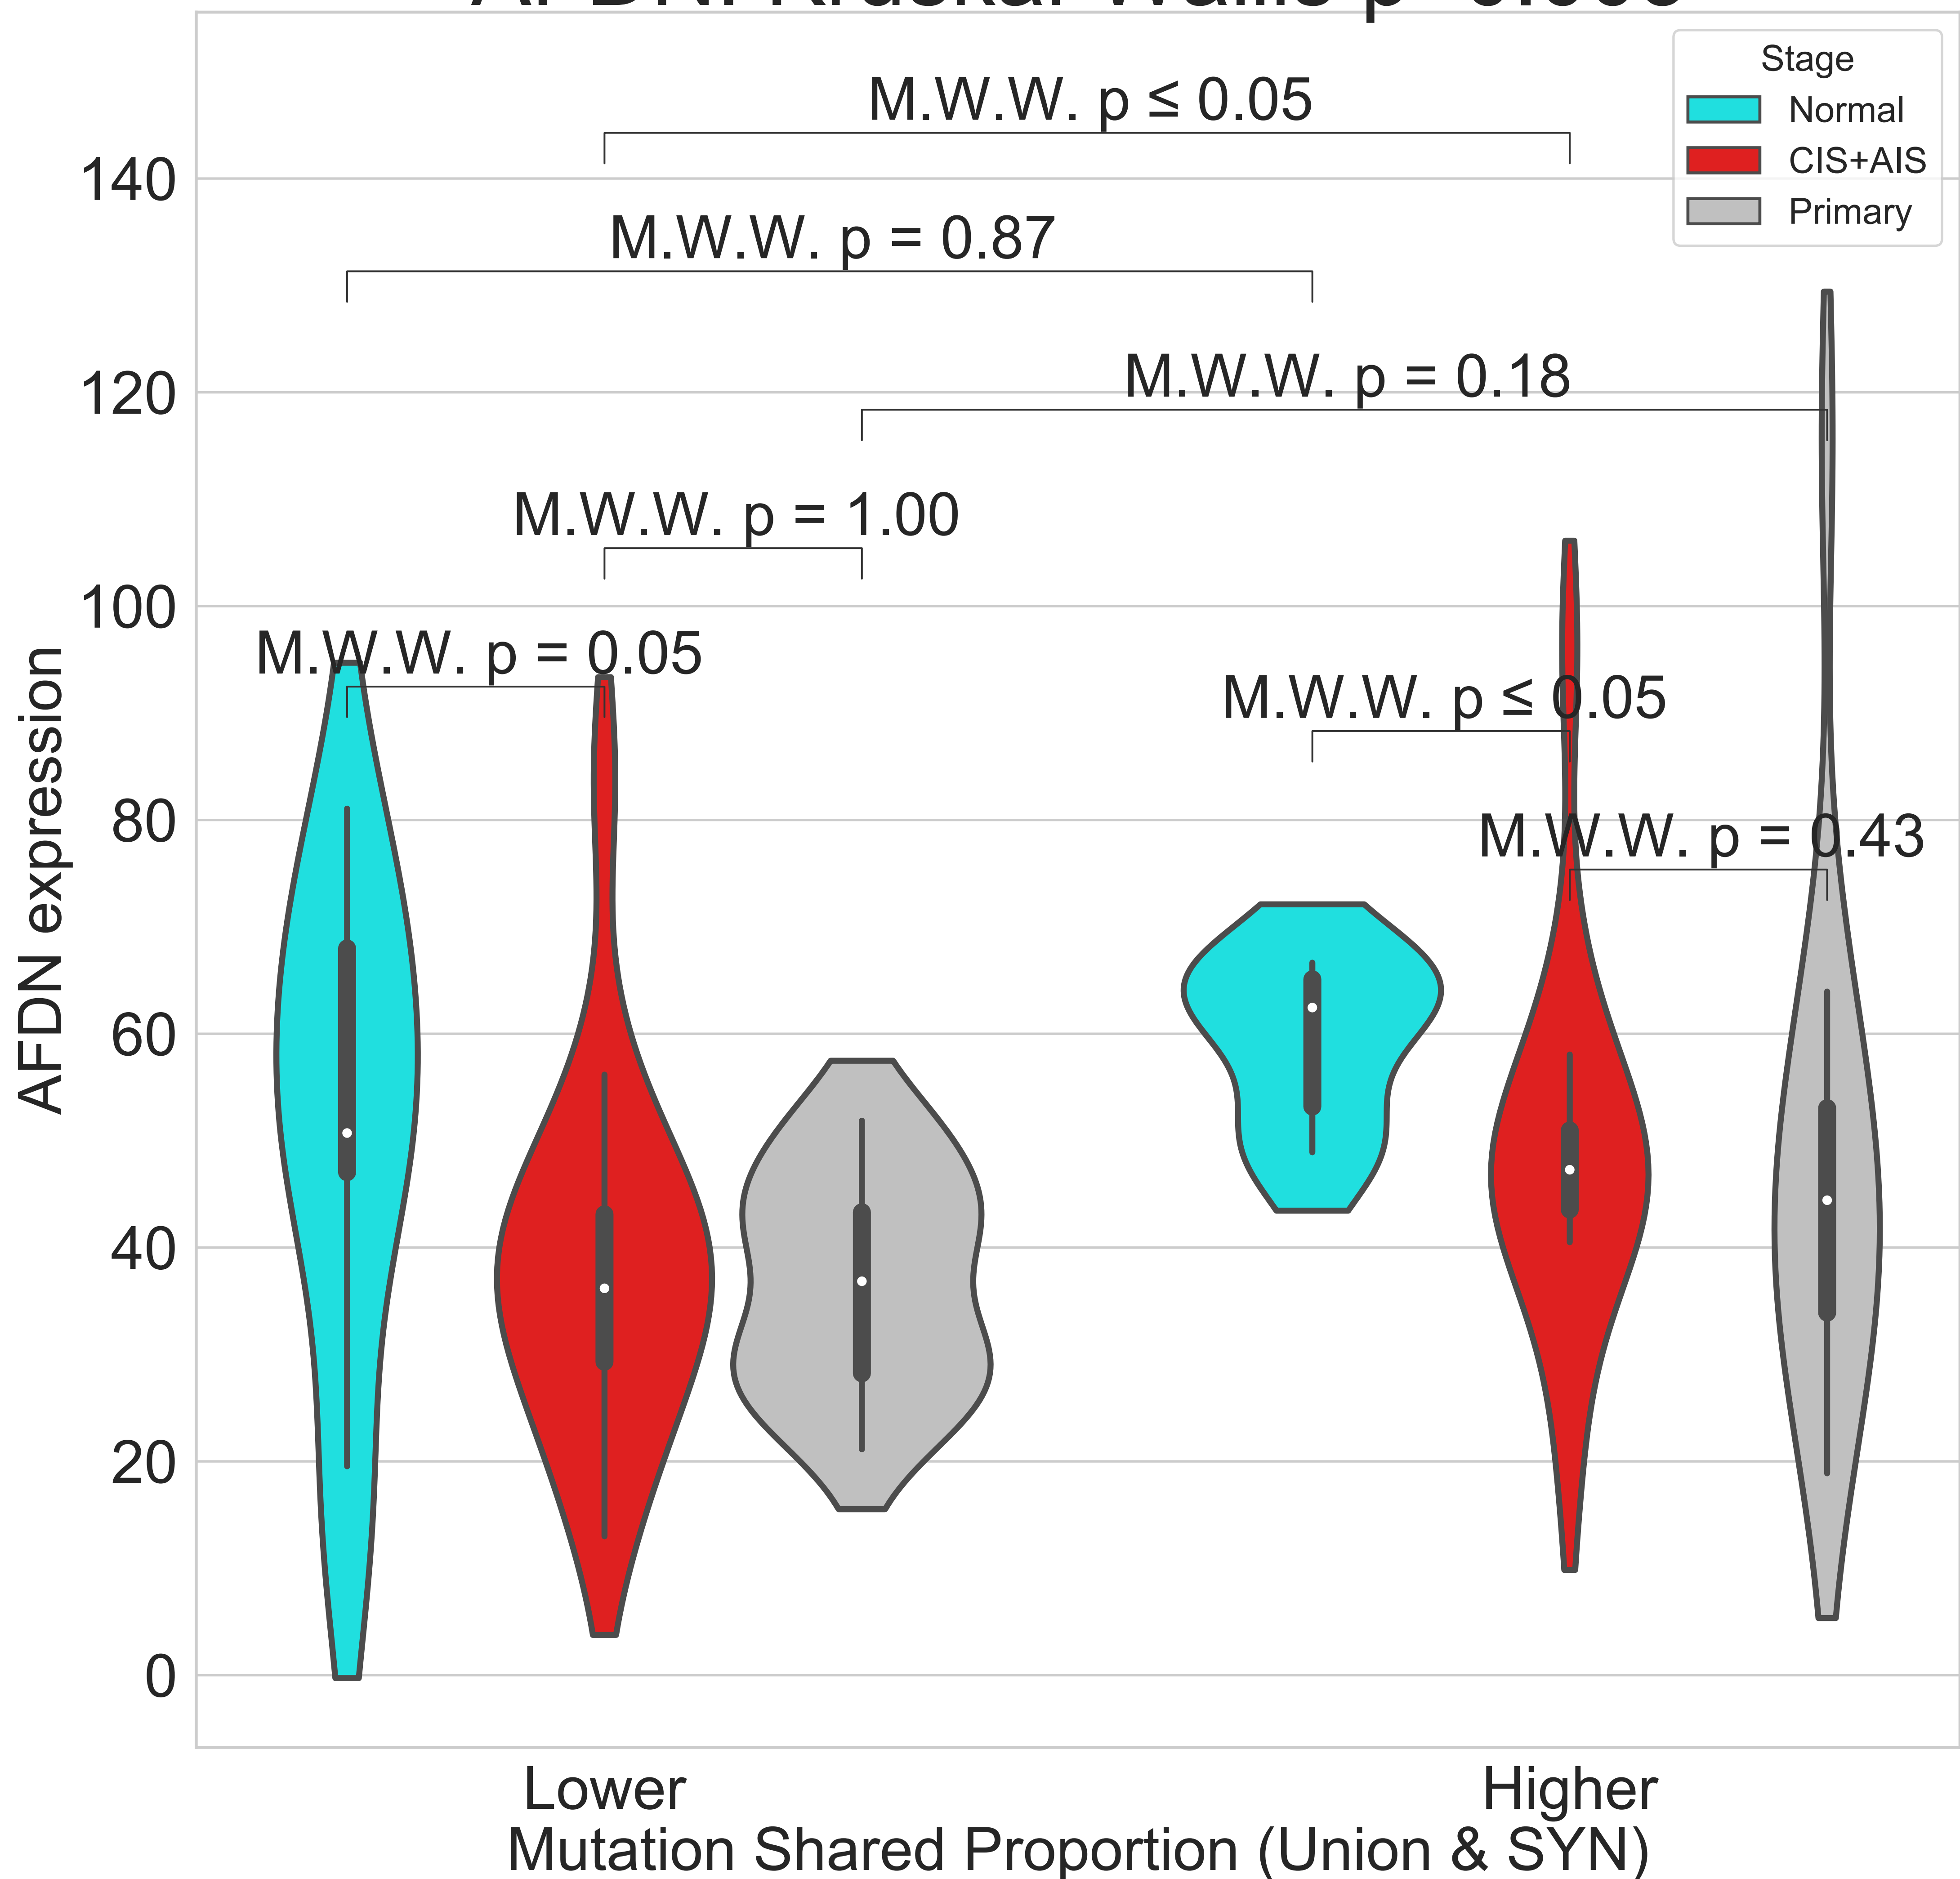 Stage
Normal
CIS+AIS
Primary
M.W.W. p ≤ 0.05
140
M.W.W. p = 0.87
120
M.W.W. p = 0.18
M.W.W. p = 1.00
100
M.W.W. p = 0.05
M.W.W. p ≤ 0.05
80
M.W.W. p = 0.43
AFDN expression
60
40
20
0
Lower
Higher
Mutation Shared Proportion (Union & SYN)